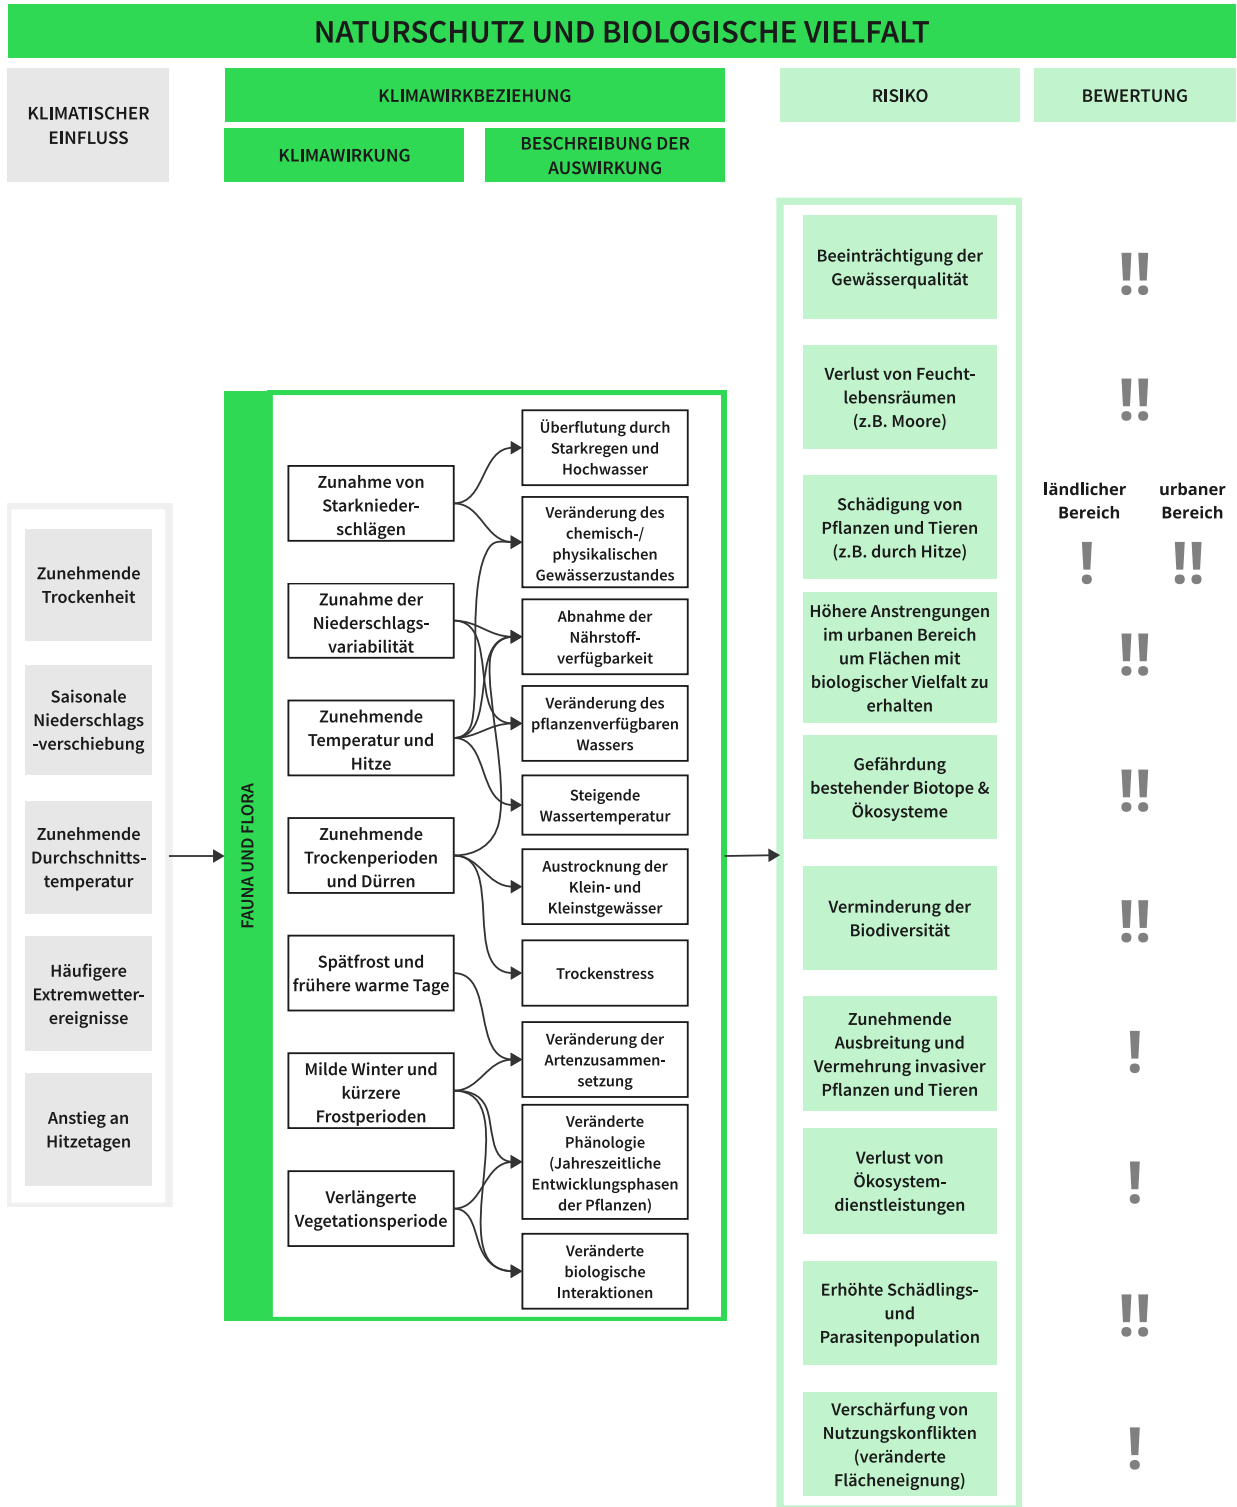 NATURSCHUTZ UND BIOLOGISCHE VIELFALT
KLIMATISCHER
EINFLUSS
KLIMAWIRKBEZIEHUNG
KLIMAWIRKUNG
BESCHREIBUNG DER
AUSWIRKUNG
RISIKO
BEWERTUNG
Zunehmende
Trockenheit
Saisonale
Niederschlags
-verschiebung
Zunehmende
Durchschnitts-
temperatur
Häufigere
Extremwetter-
ereignisse
Anstieg an
Hitzetagen
FAUNA UND FLORA
Zunahme von
Starknieder-
schlägen
Zunahme der
Niederschlags-
variabilität
Zunehmende
Temperatur und
Hitze
Zunehmende
Trockenperioden
und Dürren
Spätfrost und
frühere warme Tage
Milde Winter und
kürzere
Frostperioden
Verlängerte
Vegetationsperiode
Überflutung durch
Starkregen und
Hochwasser
Veränderung des
chemisch-/
physikalischen
Gewässerzustandes
Abnahme der
Nährstoff-
verfügbarkeit
Veränderung des
pflanzenverfügbaren
Wassers
Steigende
Wassertemperatur
Austrocknung der
Klein- und
Kleinstgewässer
Trockenstress
Veränderung der
Artenzusammen-
setzung
Veränderte
Phänologie
(Jahreszeitliche
Entwicklungsphasen
der Pflanzen)
Veränderte
biologische
Interaktionen
Beeinträchtigung der
Gewässerqualität
!!
Verlust von Feucht-
lebensräumen
(z.B. Moore)
!!
Schädigung von
Pflanzen und Tieren
(z.B. durch Hitze)
ländlicher
Bereich
!
urbaner
Bereich
!!
Höhere Anstrengungen
im urbanen Bereich
um Flächen mit
biologischer Vielfalt zu
erhalten
!!
Gefährdung
bestehender Biotope &
Ökosysteme
!!
Verminderung der
Biodiversität
!!
Zunehmende
Ausbreitung und
Vermehrung invasiver
Pflanzen und Tieren
!
Verlust von
Ökosystem-
dienstleistungen
!
Erhöhte Schädlings-
und
Parasitenpopulation
!!
Verschärfung von
Nutzungskonflikten
(veränderte
Flächeneignung)
!